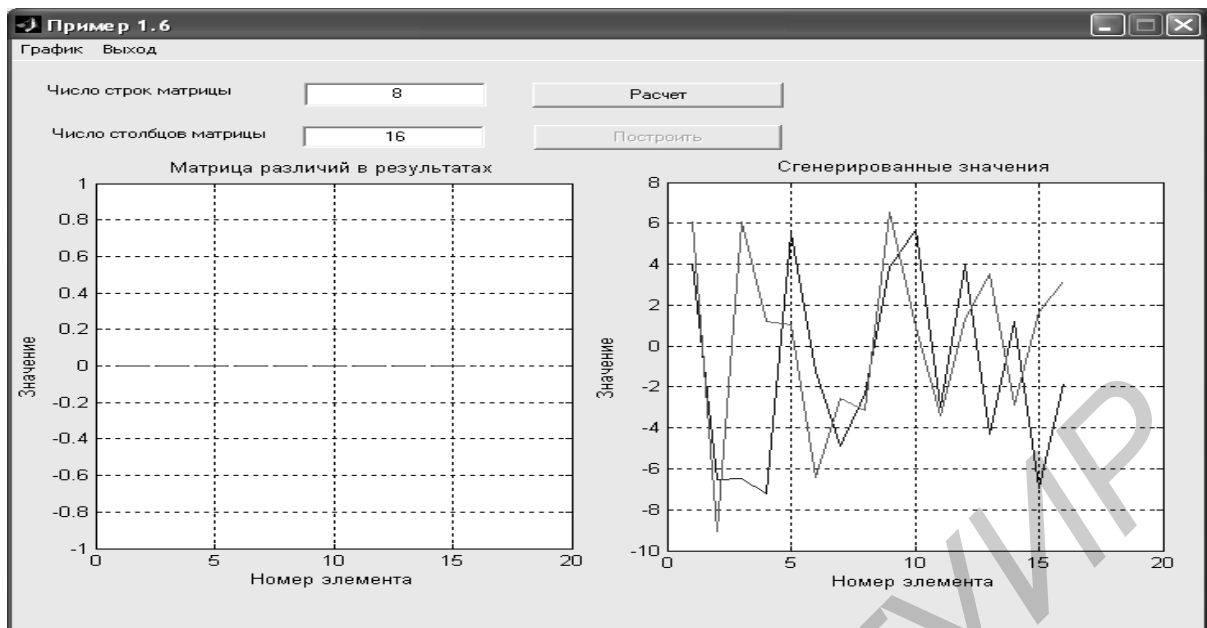 Пример 1.6
График Выход
Число строк матрицы 8 Расчет
Число столбцов матрицы 16 Построить
Матрица различий в результатах
1
0.8
0.6
0.4
0.2
0
-0.2
-0.4
-0.6
-0.8
-1
0 5 10 15 20
Значение
Номер элемента
Сгенерированные значения
8
6
4
2
0
-2
-4
-6
-8
-10
0 5 10 15 20
Значение
Номер элемента
ГУИР